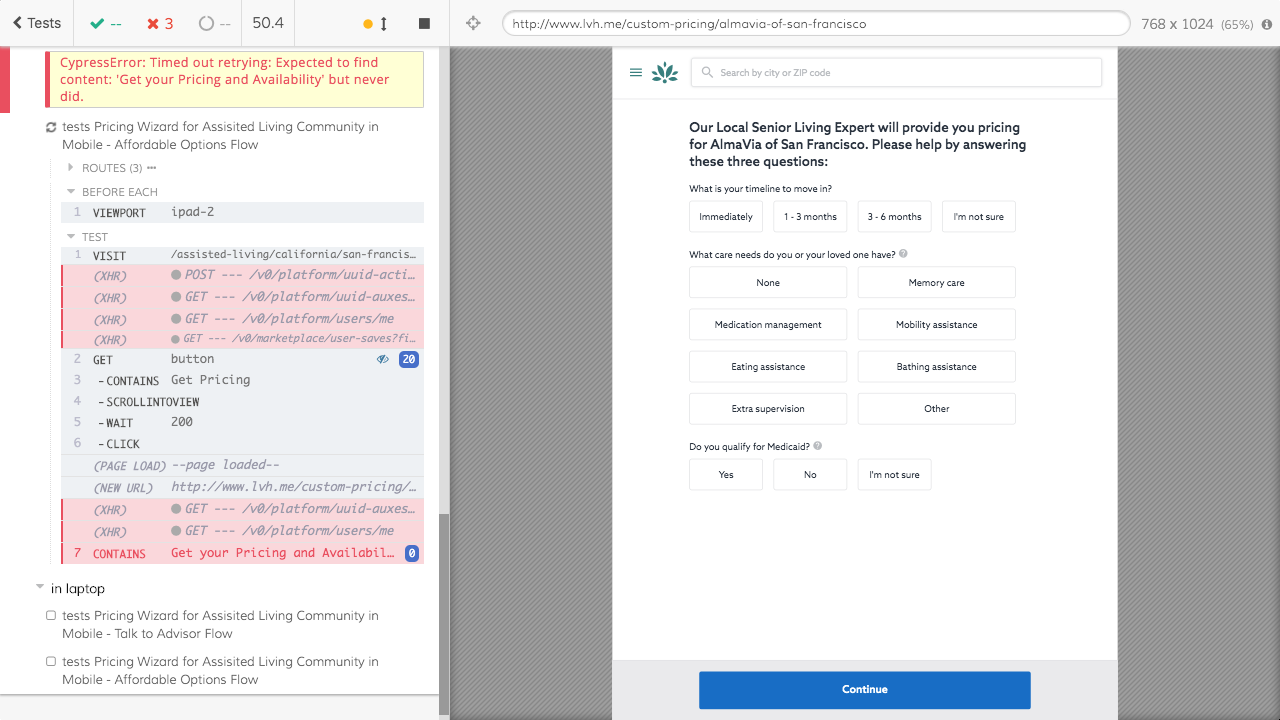 Tests
--
3
--
50.4
http://www.lvh.me/custom-pricing/almavia-of-san-francisco
768 x 1024 (65%)
CypressError: Timed out retrying: Expected to find
content: 'Get your Pricing and Availability' but never
did.
tests Pricing Wizard for Assisited Living Community in
Mobile - Affordable Options Flow
ROUTES (3)
BEFORE EACH
1 VIEWPORT ipad-2
TEST
1 VISIT /assisted-living/california/san-francis…
(XHR) POST --- /v0/platform/uuid-acti…
(XHR) GET --- /v0/platform/uuid-auxes…
(XHR) GET --- /v0/platform/users/me
(XHR) GET --- /v0/marketplace/user-saves?fi…
2 GET button 20
3 -CONTAINS Get Pricing
4 -SCROLLINTOVIEW
5 -WAIT 200
6 -CLICK
(PAGE LOAD) --page loaded--
(NEW URL) http://www.lvh.me/custom-pricing/…
(XHR) GET --- /v0/platform/uuid-auxes…
(XHR) GET --- /v0/platform/users/me
7 CONTAINS Get your Pricing and Availabil… 0
in laptop
tests Pricing Wizard for Assisited Living Community in
Mobile - Talk to Advisor Flow
tests Pricing Wizard for Assisited Living Community in
Mobile - Affordable Options Flow
Search by city or ZIP code
Our Local Senior Living Expert will provide you pricing
for AlmaVia of San Francisco. Please help by answering
these three questions:
What is your timeline to move in?
Immediately 1 - 3 months 3 - 6 months I'm not sure
What care needs do you or your loved one have? ?
None Memory care
Medication management Mobility assistance
Eating assistance Bathing assistance
Extra supervision Other
Do you qualify for Medicaid? ?
Yes No I'm not sure
Continue